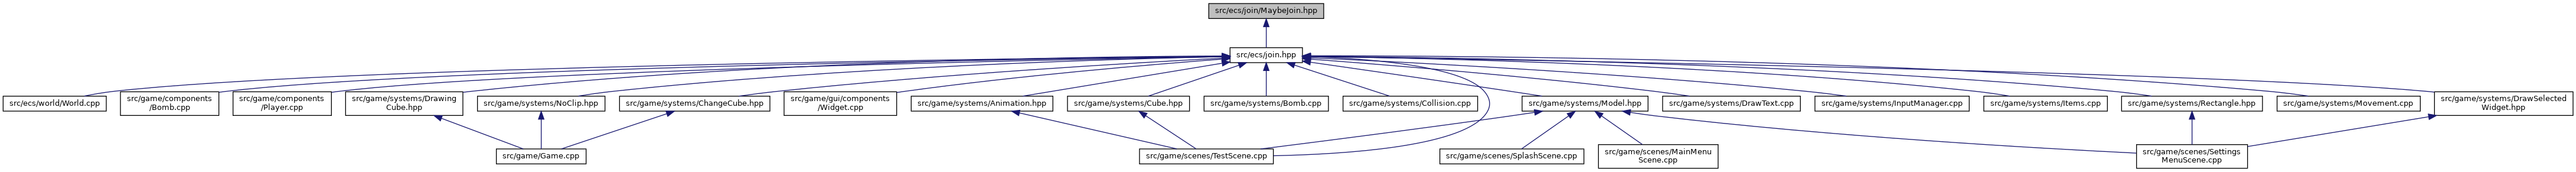 src/ecs/join/MaybeJoin.hpp
src/ecs/join.hpp
src/ecs/world/World.cpp
src/game/components
/Bomb.cpp
src/game/components
/Player.cpp
src/game/systems/Drawing
Cube.hpp
src/game/systems/NoClip.hpp
src/game/systems/ChangeCube.hpp
src/game/gui/components
/Widget.cpp
src/game/systems/Animation.hpp
src/game/systems/Cube.hpp
src/game/systems/Bomb.cpp
src/game/systems/Collision.cpp
src/game/systems/Model.hpp
src/game/systems/DrawText.cpp
src/game/systems/InputManager.cpp
src/game/systems/Items.cpp
src/game/systems/Rectangle.hpp
src/game/systems/Movement.cpp
src/game/systems/DrawSelected
Widget.hpp
src/game/Game.cpp
src/game/scenes/TestScene.cpp
src/game/scenes/SplashScene.cpp
src/game/scenes/MainMenu
Scene.cpp
src/game/scenes/Settings
MenuScene.cpp